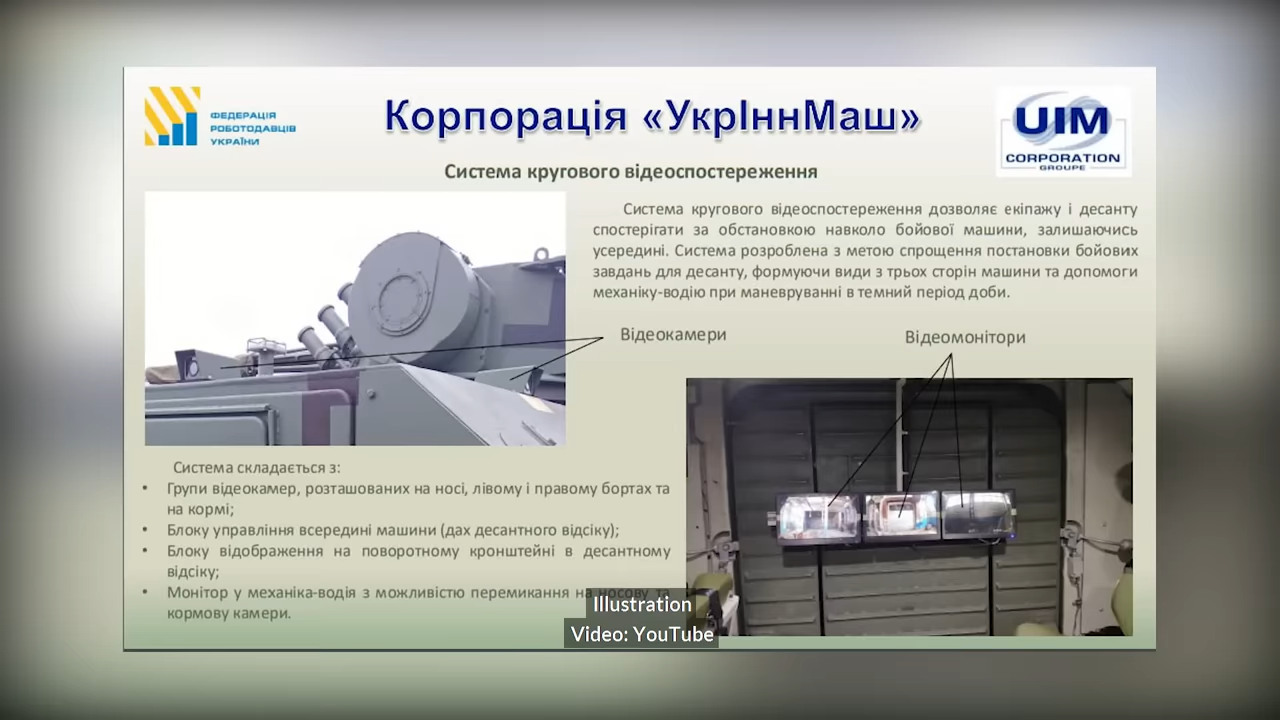 ФЕДЕРАЦІЯ
РОБОТОДАВЦІВ
УКРАЇНИ
Корпорація «УкрІннМаш»
UIM
CORPORATION
GROUPE
Система кругового відеоспостереження
Система кругового відеоспостереження дозволяє екіпажу і десанту
спостерігати за обстановкою навколо бойової машини, залишаючись
усередині. Система розроблена з метою спрощення постановки бойових
завдань для десанту, формуючи види з трьох сторін машини та допомоги
механіку-водію при маневруванні в темний період доби.
Відеокамери
Відеомонітори
Система складається з:
• Групи відеокамер, розташованих на носі, лівому і правому бортах та
на кормі;
• Блоку управління всередині машини (дах десантного відсіку);
• Блоку відображення на поворотному кронштейні в десантному
відсіку;
• Монітор у механіка-водія з можливістю перемикання на носову та
кормову камери.
Illustration
Video: YouTube